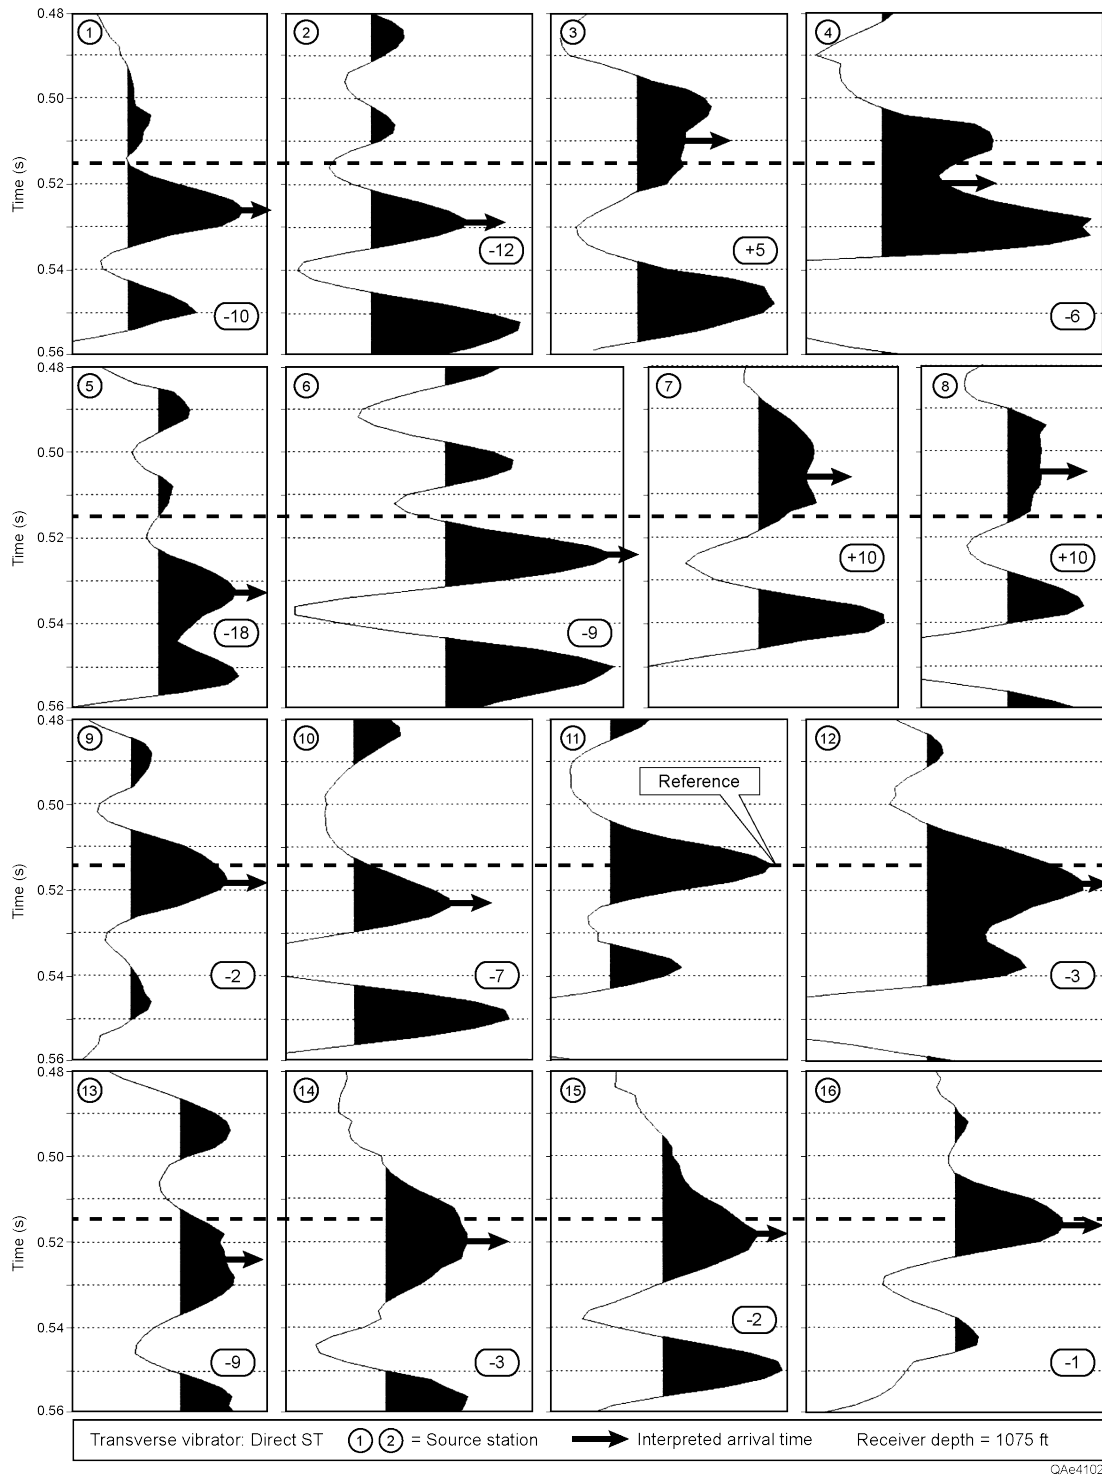 0.48 1 2 3 4
0.50
Time (s)
0.52
-12 +5
0.54
-10 -6
0.56
0.48 5 6 7 8
0.50
Time (s)
0.52
+10 +10
0.54
-18 -9
0.56
0.48 9 10 11 12
Reference
0.50
Time (s)
0.52
0.54
-2 -7 -3
0.56
0.48 13 14 15 16
0.50
Time (s)
0.52
0.54
-2
-9 -3 -1
0.56
Transverse vibrator: Direct ST 1 2 = Source station Interpreted arrival time Receiver depth = 1075 ft
QAe4102